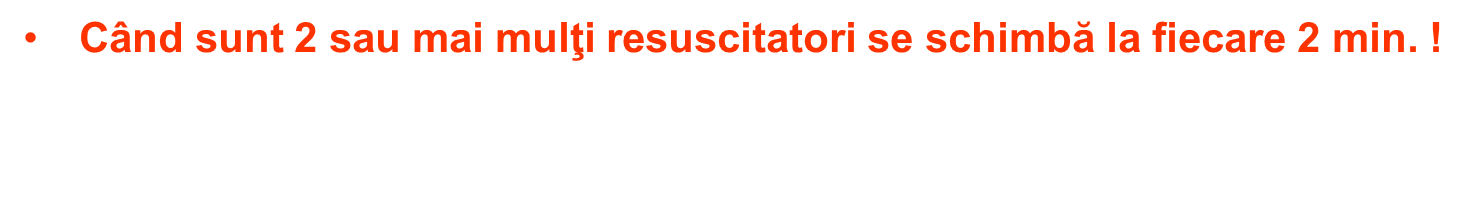 • Când sunt 2 sau mai mulţi resuscitatori se schimbă la fiecare 2 min. !